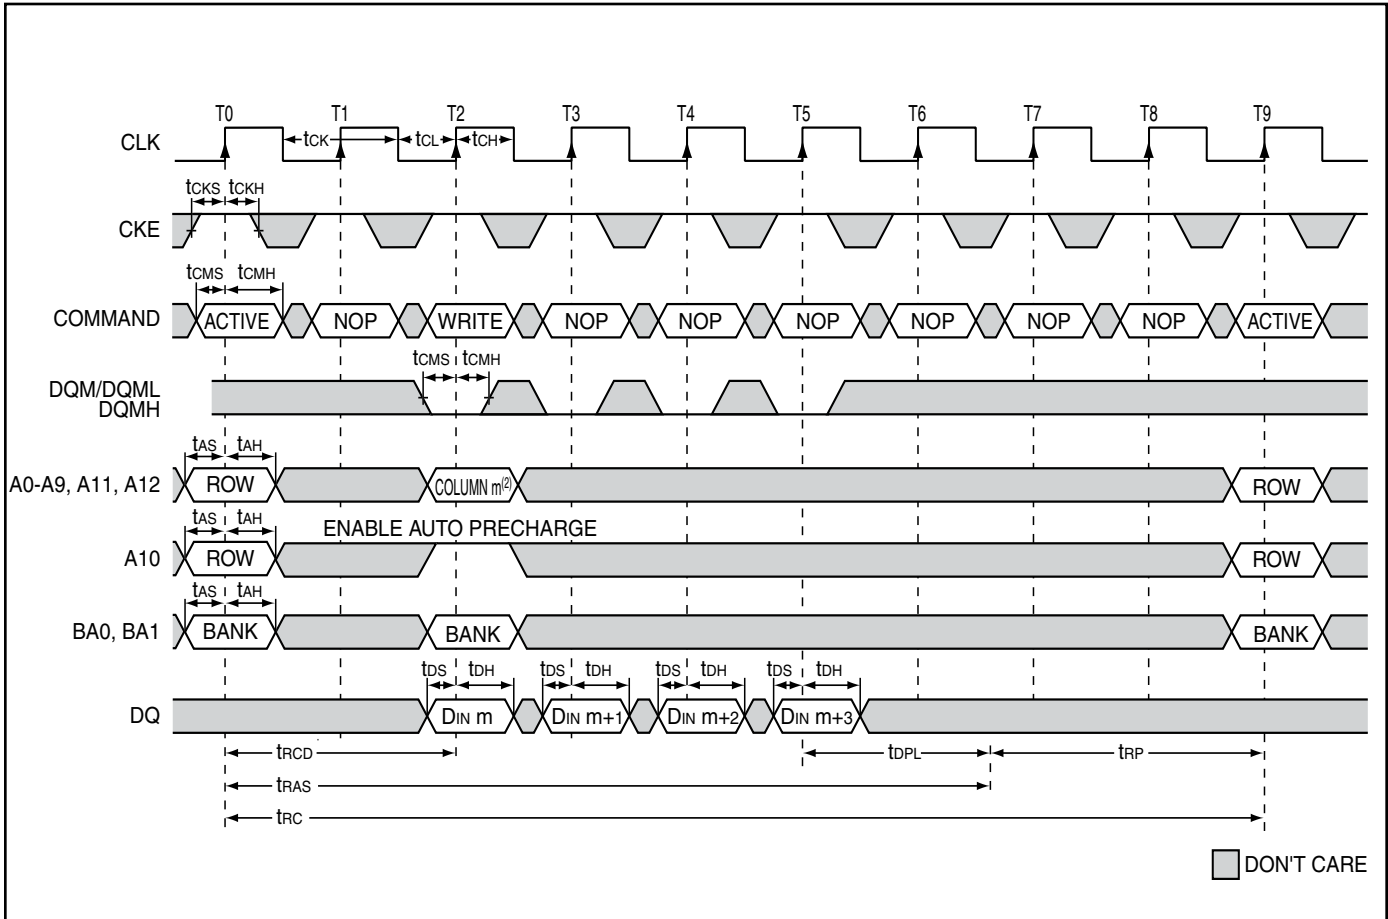 T0 T1 T2 T3 T4 T5 T6 T7 T8 T9
CLK tCK tCL tCH
tCKS tCKH
CKE
tCMS tCMH
COMMAND ACTIVE NOP WRITE NOP NOP NOP NOP NOP NOP ACTIVE
tCMS tCMH
DQM/DQML
DQMH
tAS tAH
A0-A9, A11, A12 ROW COLUMN m(2) ROW
tAS tAH ENABLE AUTO PRECHARGE
A10 ROW ROW
tAS tAH
BA0, BA1 BANK BANK BANK
tDS tDH tDS tDH tDS tDH tDS tDH
DQ DIN m DIN m+1 DIN m+2 DIN m+3
tRCD tDPL tRP
tRAS
tRC
DON'T CARE